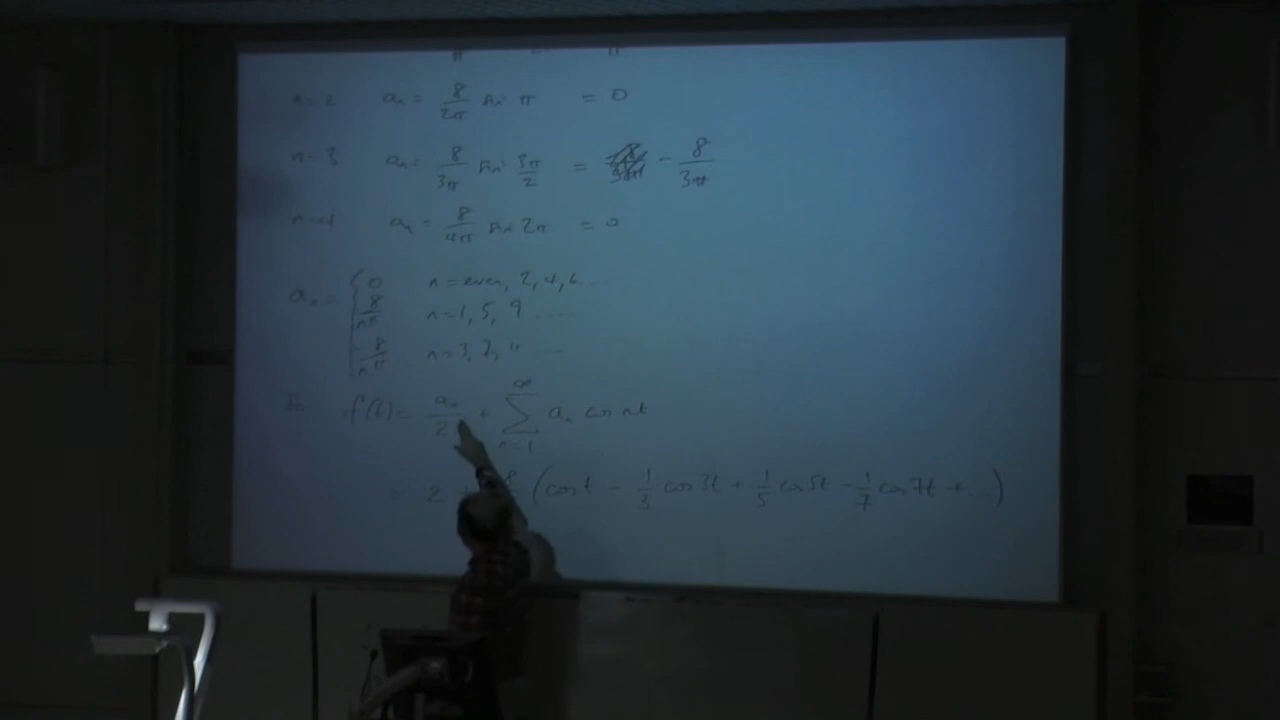 π 2 π
n=2 aₙ = 8/2π sin π = 0
n=3 aₙ = 8/3π sin 3π/2 = - 8/3π
n=4 aₙ = 8/4π sin 2π = 0
aₙ = { 0 n=even, 2, 4, 6...
8/nπ n=1, 5, 9 .....
-8/nπ n=3, 7, 11 ...
So f(t) = a₀/2 + ∑_{n=1}^{∞} aₙ cos nt
= 2 + 8 (cos t - 1/3 cos 3t + 1/5 cos 5t - 1/7 cos 7t + ...)